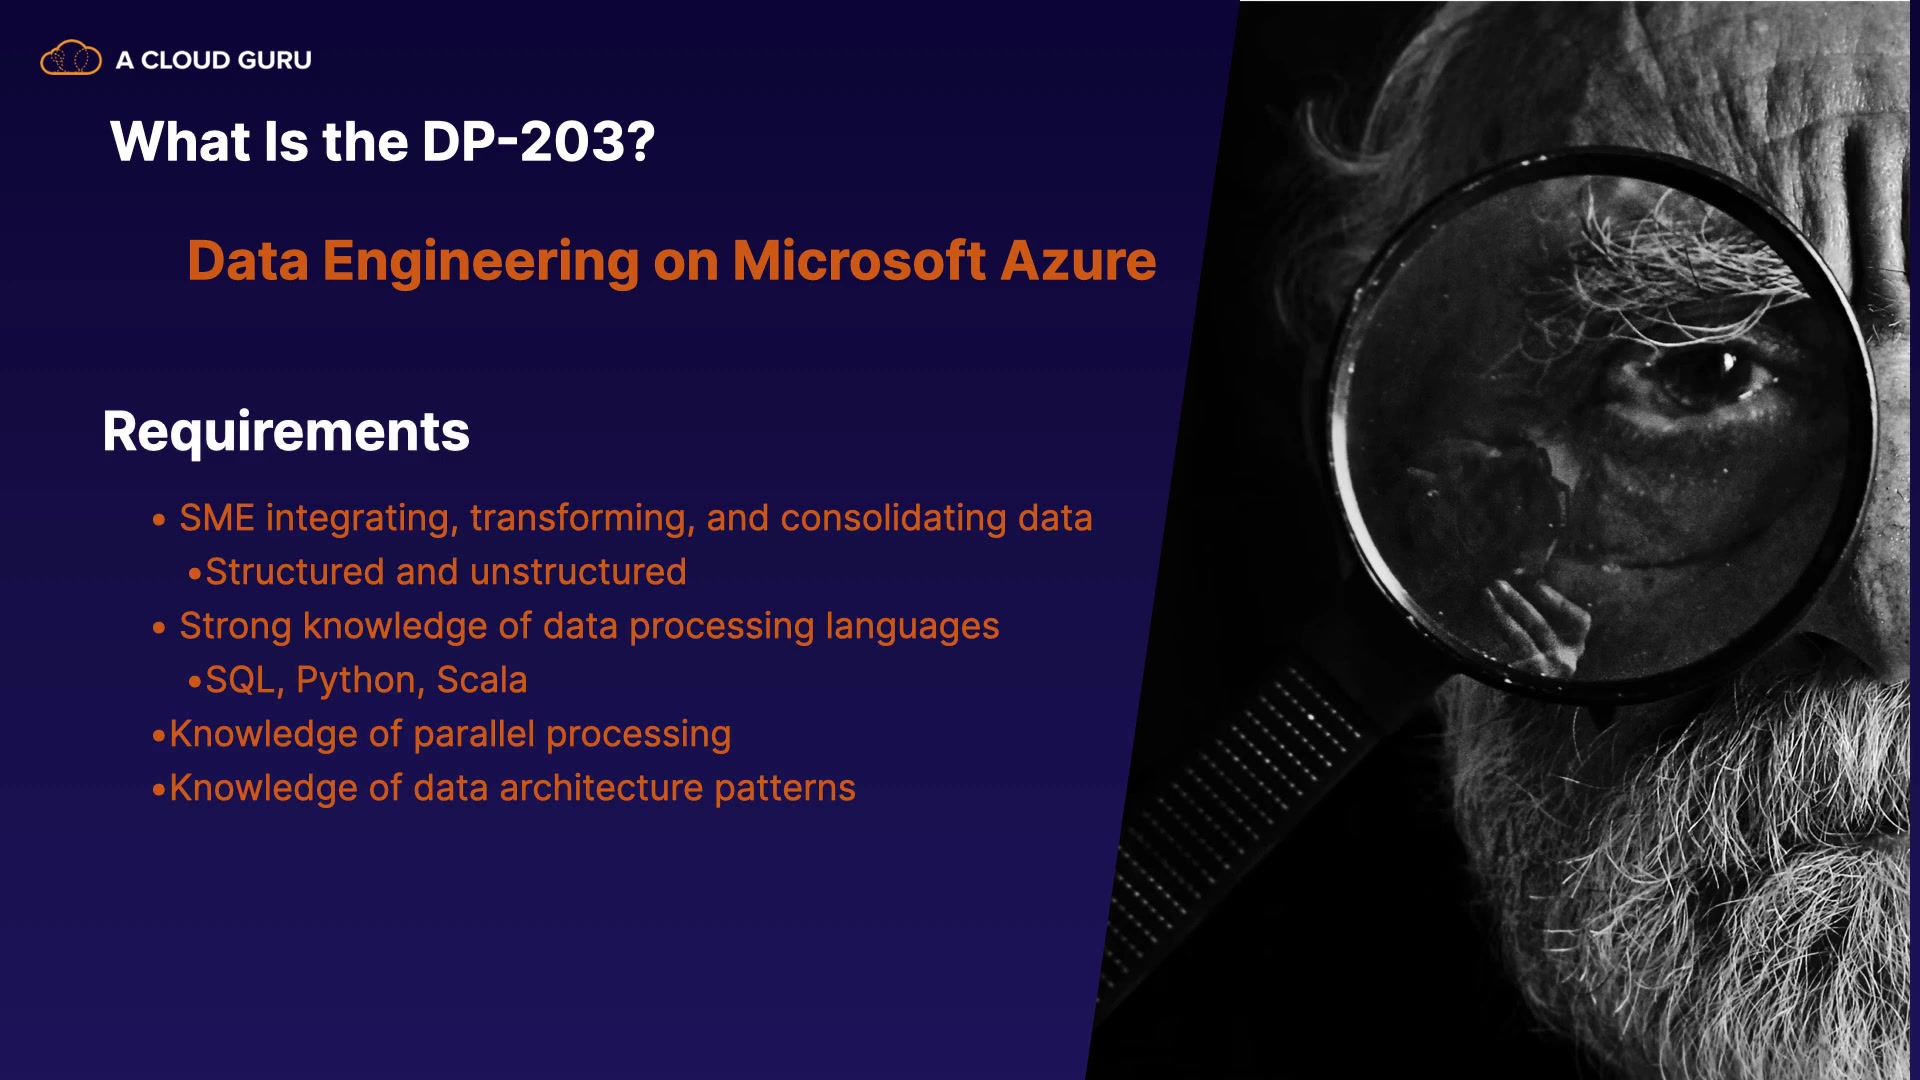 A CLOUD GURU
What Is the DP-203?
Data Engineering on Microsoft Azure
Requirements
• SME integrating, transforming, and consolidating data
•Structured and unstructured
• Strong knowledge of data processing languages
•SQL, Python, Scala
•Knowledge of parallel processing
•Knowledge of data architecture patterns